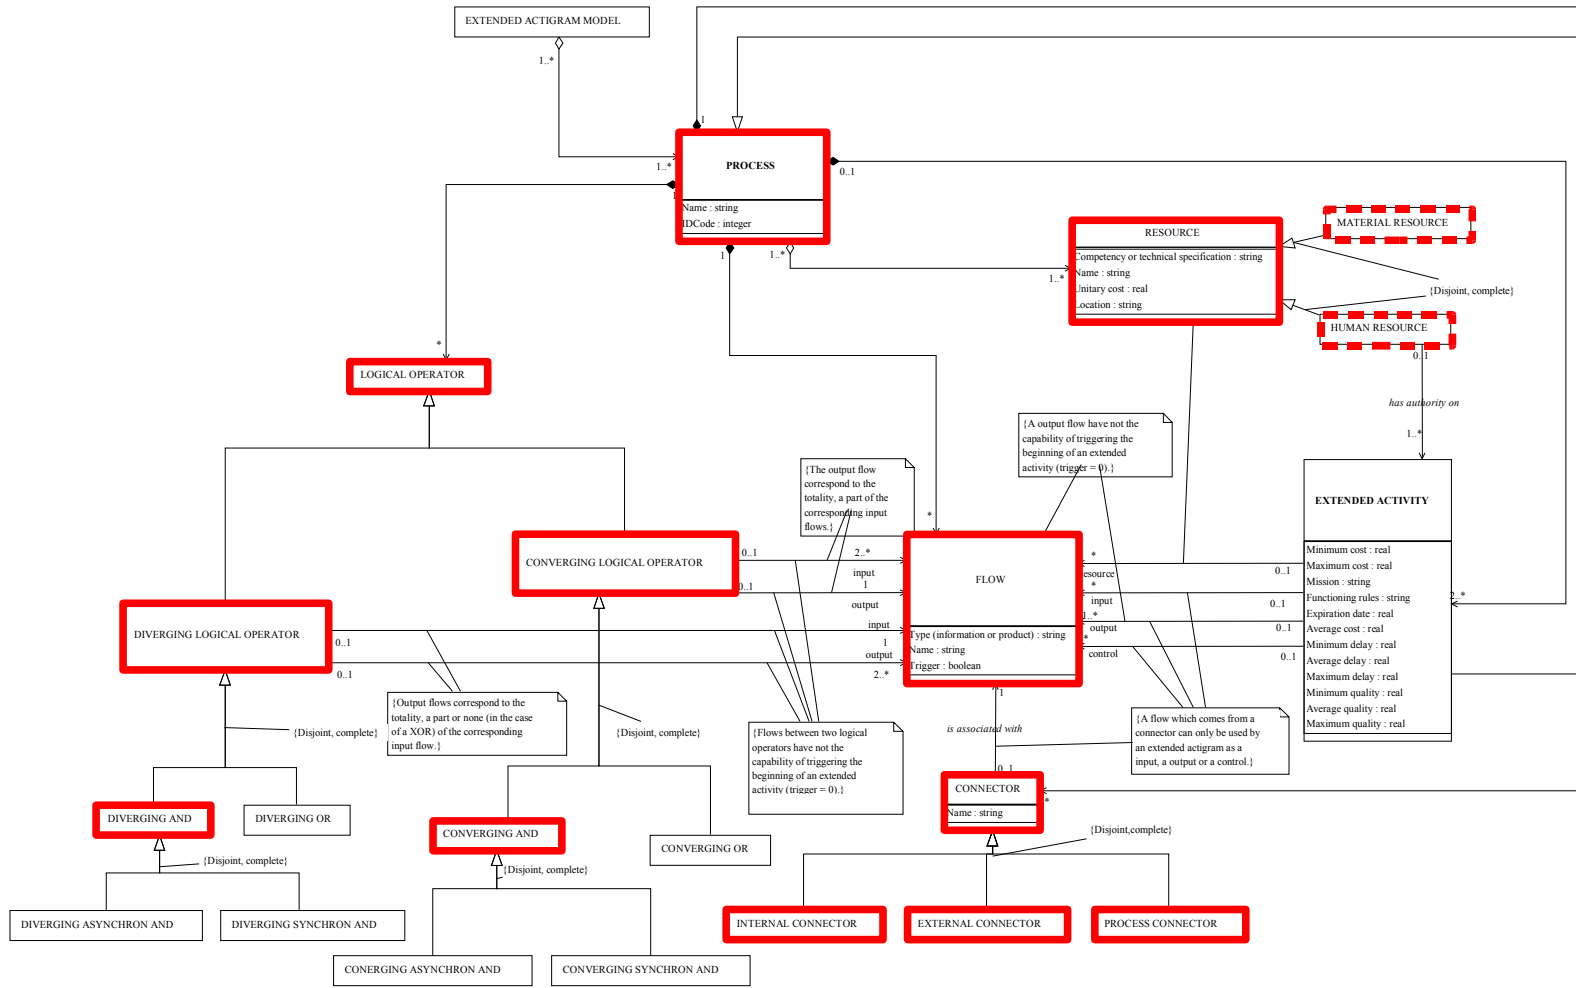 EXTENDED ACTIGRAM MODEL
1..*
1
1..*
PROCESS
0..1
1
Name : string
IDCode : integer
1
1..*
1..*
RESOURCE
Competency or technical specification : string
Name : string
Unitary cost : real
Location : string
MATERIAL RESOURCE
{Disjoint, complete}
HUMAN RESOURCE
0..1
has authority on
1..*
*
LOGICAL OPERATOR
{A output flow have not the
capability of triggering the
beginning of an extended
activity (trigger = 0).}
{The output flow
correspond to the
totality, a part of the
corresponding input
flows.}
*
EXTENDED ACTIVITY
Minimum cost : real
Maximum cost : real
Mission : string
Functioning rules : string
Expiration date : real
Average cost : real
Minimum delay : real
Average delay : real
Maximum delay : real
Minimum quality : real
Average quality : real
Maximum quality : real
2..*
CONVERGING LOGICAL OPERATOR
0..1
2..*
input
0..1
1
output
FLOW
Type (information or product) : string
Name : string
Trigger : boolean
*
resource
0..1
*
input
0..1
1..*
output
0..1
*
control
0..1
DIVERGING LOGICAL OPERATOR
0..1
input
1
0..1
output
2..*
{Output flows correspond to the
totality, a part or none (in the case
of a XOR) of the corresponding
input flow.}
{Disjoint, complete}
{Disjoint, complete}
{Flows between two logical
operators have not the
capability of triggering the
beginning of an extended
activity (trigger = 0).}
1
is associated with
0..1
{A flow which comes from a
connector can only be used by
an extended actigram as a
input, a output or a control.}
CONNECTOR
Name : string
*
{Disjoint,complete}
DIVERGING AND
DIVERGING OR
CONVERGING AND
CONVERGING OR
{Disjoint, complete}
{Disjoint, complete}
DIVERGING ASYNCHRON AND
DIVERGING SYNCHRON AND
INTERNAL CONNECTOR
EXTERNAL CONNECTOR
PROCESS CONNECTOR
CONERGING ASYNCHRON AND
CONVERGING SYNCHRON AND